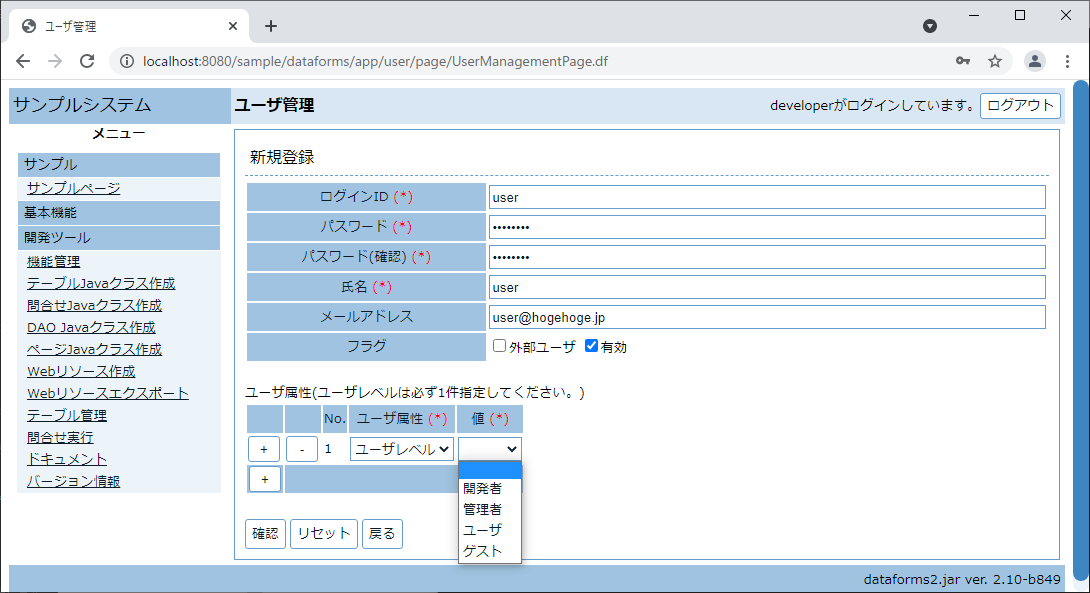 ユーザ管理
localhost:8080/sample/dataforms/app/user/page/UserManagementPage.df
サンプルシステム
ユーザ管理
developerがログインしています。 ログアウト
メニュー
サンプル
サンプルページ
基本機能
開発ツール
機能管理
テーブルJavaクラス作成
問合せJavaクラス作成
DAO Javaクラス作成
ページJavaクラス作成
Webリソース作成
Webリソースエクスポート
テーブル管理
問合せ実行
ドキュメント
バージョン情報
新規登録
ログインID (*) user
パスワード (*) ••••••••
パスワード(確認) (*) ••••••••
氏名 (*) user
メールアドレス user@hogehoge.jp
フラグ 外部ユーザ 有効
ユーザ属性(ユーザレベルは必ず1件指定してください。)
No. ユーザ属性 (*) 値 (*)
+ - 1 ユーザレベル
+
開発者
管理者
ユーザ
ゲスト
確認 リセット 戻る
dataforms2.jar ver. 2.10-b849